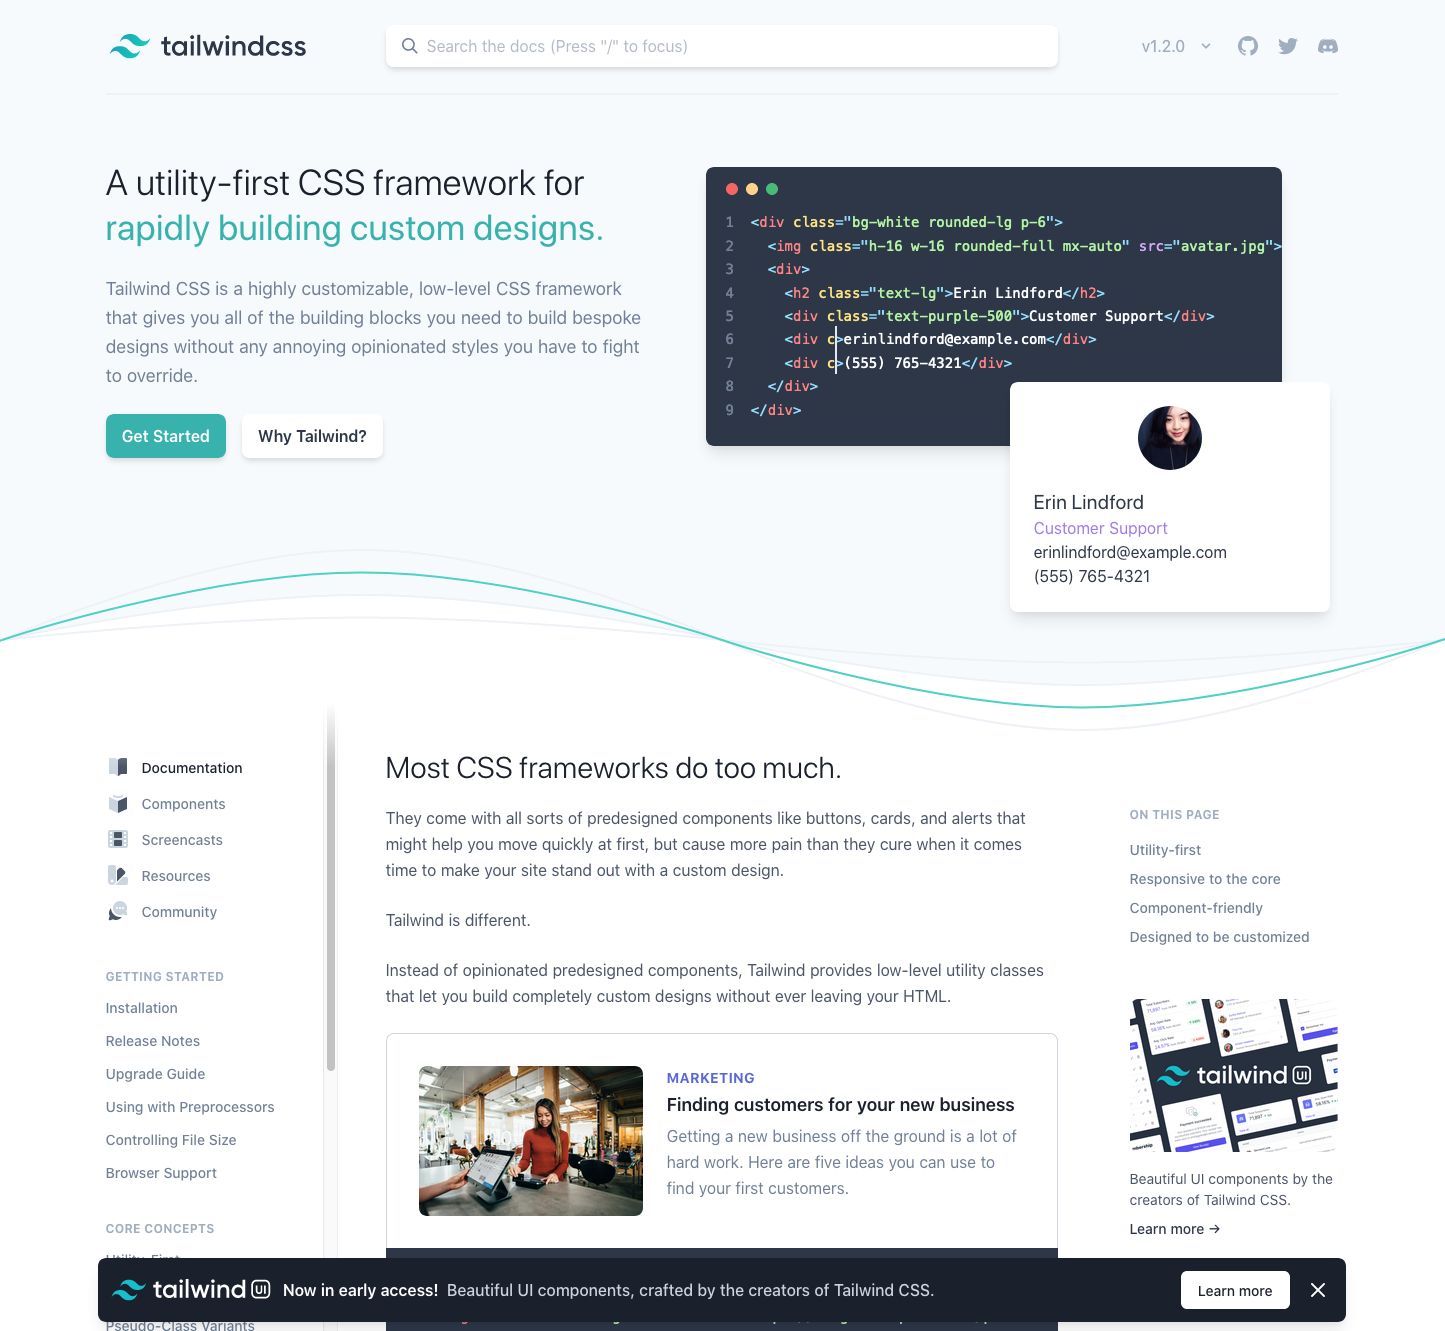 tailwindcss
Search the docs (Press "/" to focus)
v1.2.0
A utility-first CSS framework for
rapidly building custom designs.
Tailwind CSS is a highly customizable, low-level CSS framework
that gives you all of the building blocks you need to build bespoke
designs without any annoying opinionated styles you have to fight
to override.
Get Started
Why Tailwind?
1 <div class="bg-white rounded-lg p-6">
2 <img class="h-16 w-16 rounded-full mx-auto" src="avatar.jpg">
3 <div>
4 <h2 class="text-lg">Erin Lindford</h2>
5 <div class="text-purple-500">Customer Support</div>
6 <div c>erinlindford@example.com</div>
7 <div c>(555) 765-4321</div>
8 </div>
9 </div>
Erin Lindford
Customer Support
erinlindford@example.com
(555) 765-4321
Documentation
Components
Screencasts
Resources
Community
GETTING STARTED
Installation
Release Notes
Upgrade Guide
Using with Preprocessors
Controlling File Size
Browser Support
CORE CONCEPTS
Utility-First
Pseudo-Class Variants
Most CSS frameworks do too much.
They come with all sorts of predesigned components like buttons, cards, and alerts that
might help you move quickly at first, but cause more pain than they cure when it comes
time to make your site stand out with a custom design.
Tailwind is different.
Instead of opinionated predesigned components, Tailwind provides low-level utility classes
that let you build completely custom designs without ever leaving your HTML.
MARKETING
Finding customers for your new business
Getting a new business off the ground is a lot of
hard work. Here are five ideas you can use to
find your first customers.
ON THIS PAGE
Utility-first
Responsive to the core
Component-friendly
Designed to be customized
tailwind UI
Beautiful UI components by the
creators of Tailwind CSS.
Learn more →
tailwind UI
Now in early access! Beautiful UI components, crafted by the creators of Tailwind CSS.
Learn more